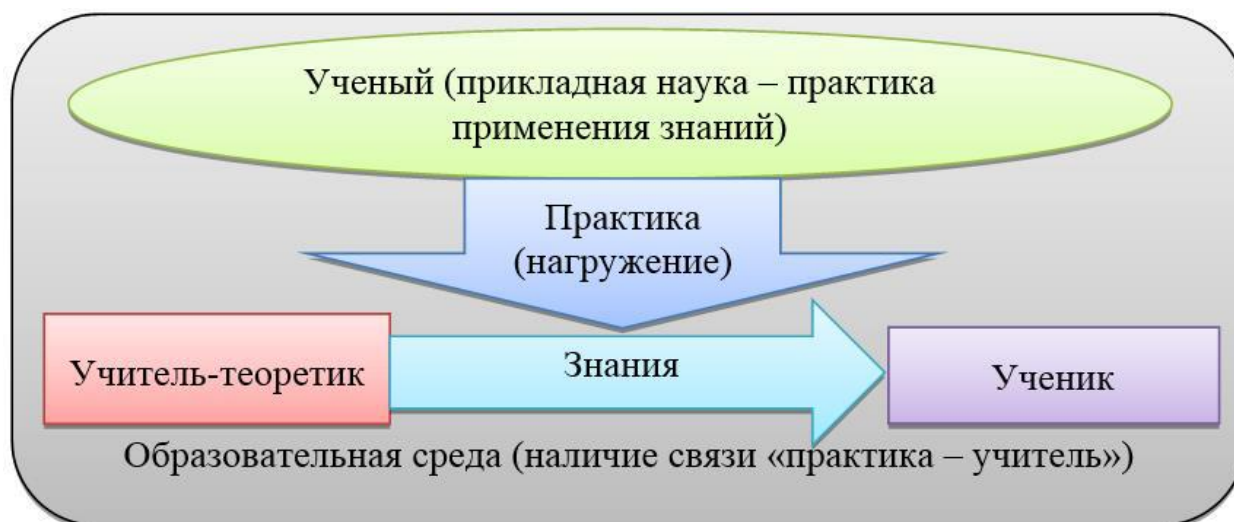 Ученый (прикладная наука – практика
применения знаний)
Практика
(нагружение)
Учитель-теоретик
Знания
Ученик
Образовательная среда (наличие связи «практика – учитель»)